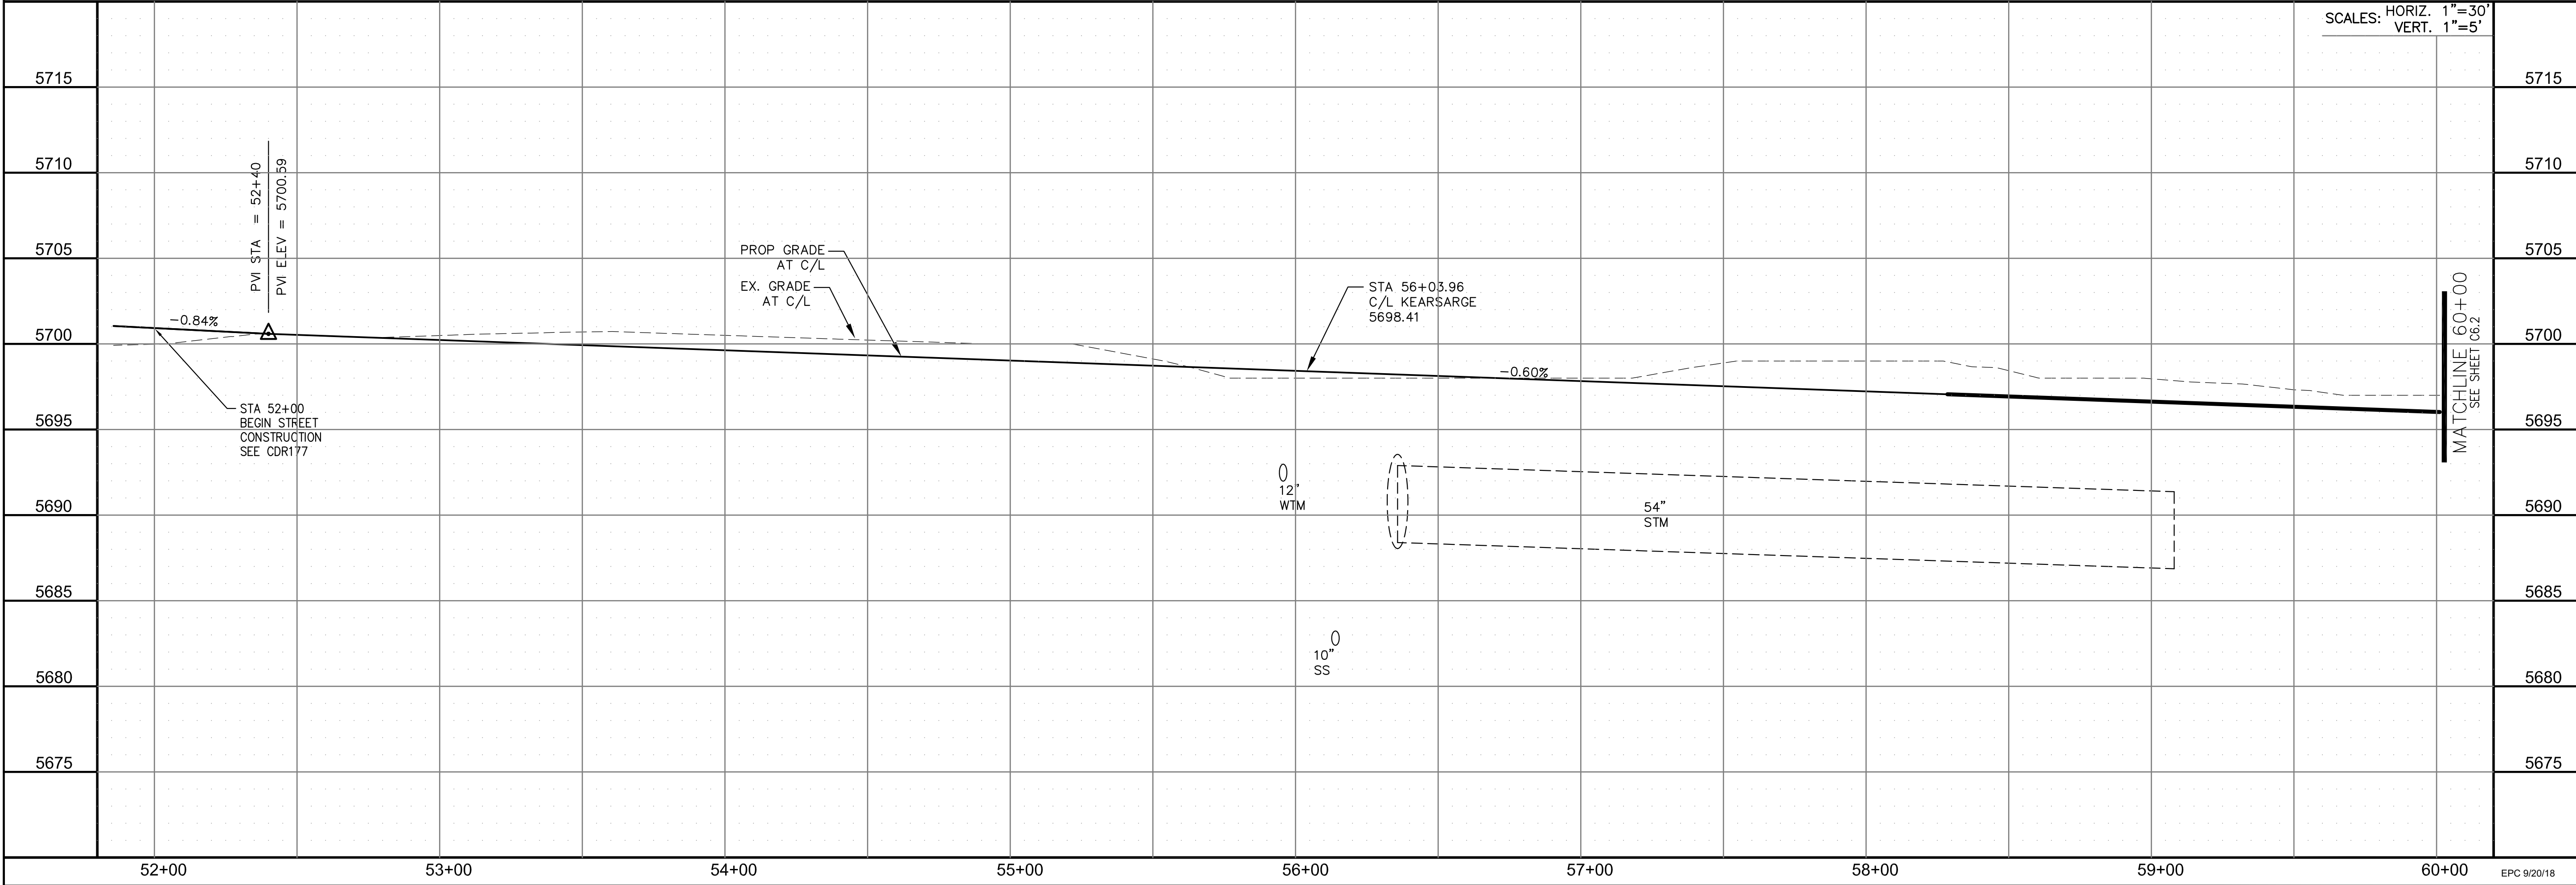 SCALES: HORIZ. 1"=30'
VERT. 1"=5'
5715
5715
5710
5710
PVI STA = 52+40
PVI ELEV = 5700.59
5705
5705
PROP GRADE
AT C/L
EX. GRADE
AT C/L
STA 56+03.96
C/L KEARSARGE
5698.41
MATCHLINE 60+00
SEE SHEET C6.2
-0.84%
5700
5700
-0.60%
STA 52+00
BEGIN STREET
CONSTRUCTION
SEE CDR177
5695
5695
12"
WTM
54"
STM
5690
5690
5685
5685
10"
SS
5680
5680
5675
5675
52+00
53+00
54+00
55+00
56+00
57+00
58+00
59+00
60+00
EPC 9/20/18